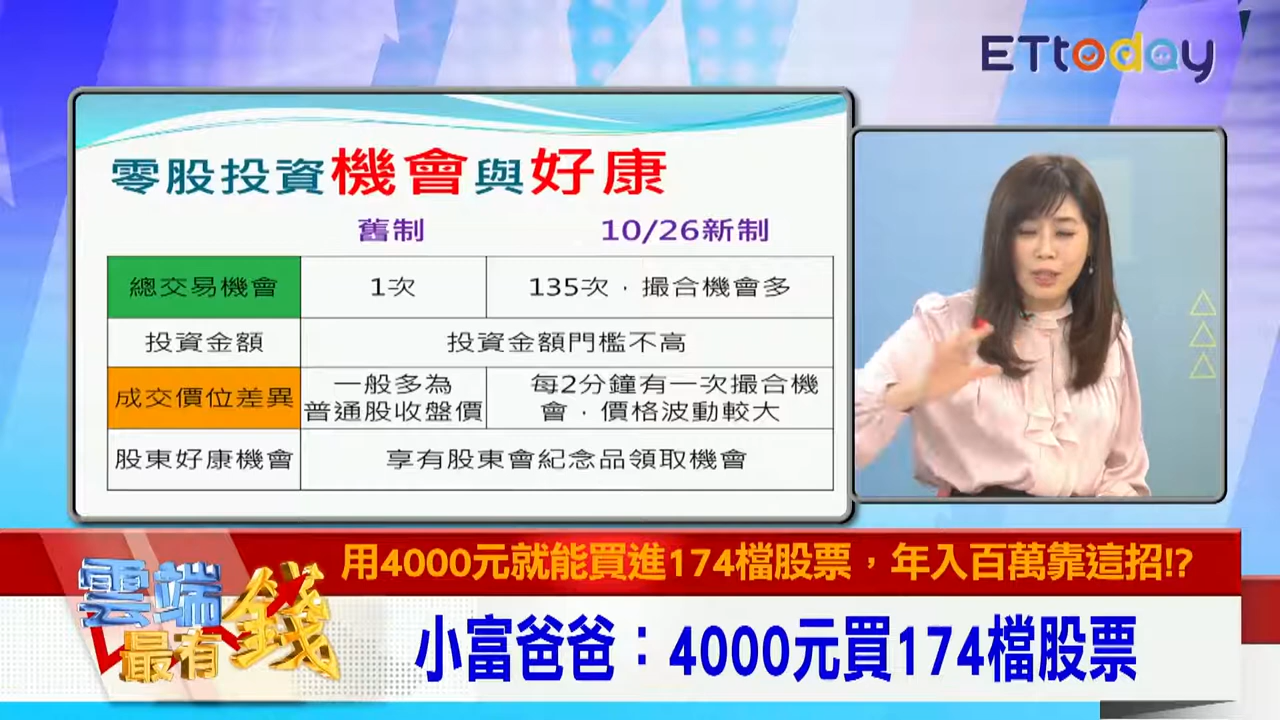 ETtoday
零股投資機會與好康
舊制 10/26新制
總交易機會 1次 135次，撮合機會多
投資金額 投資金額門檻不高
成交價位差異 一般多為普通股收盤價 每2分鐘有一次撮合機會，價格波動較大
股東好康機會 享有股東會紀念品領取機會
用4000元就能買進174檔股票，年入百萬靠這招!?
雲端最有錢
小富爸爸：4000元買174檔股票